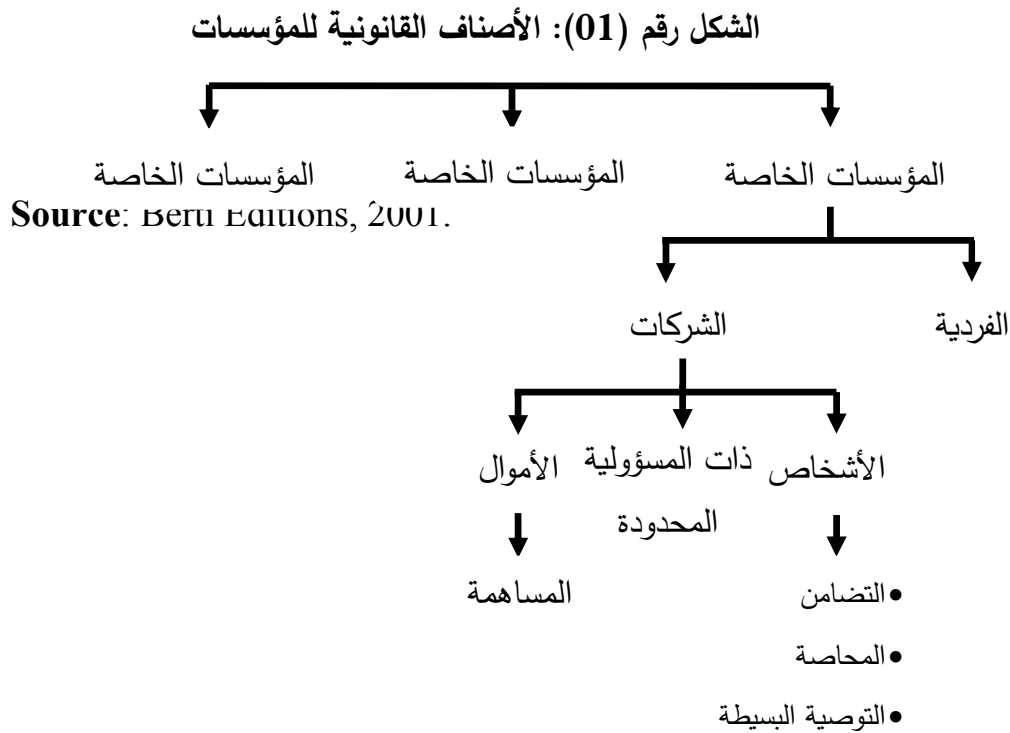 الشكل رقم (01): الأصناف القانونية للمؤسسات
المؤسسات الخاصة المؤسسات الخاصة المؤسسات الخاصة
Source: Berti Editions, 2001.
الفردية الشركات
الأشخاص ذات المسؤولية الأموال
المحدودة
•التضامن المساهمة
•المحاصة
•التوصية البسيطة